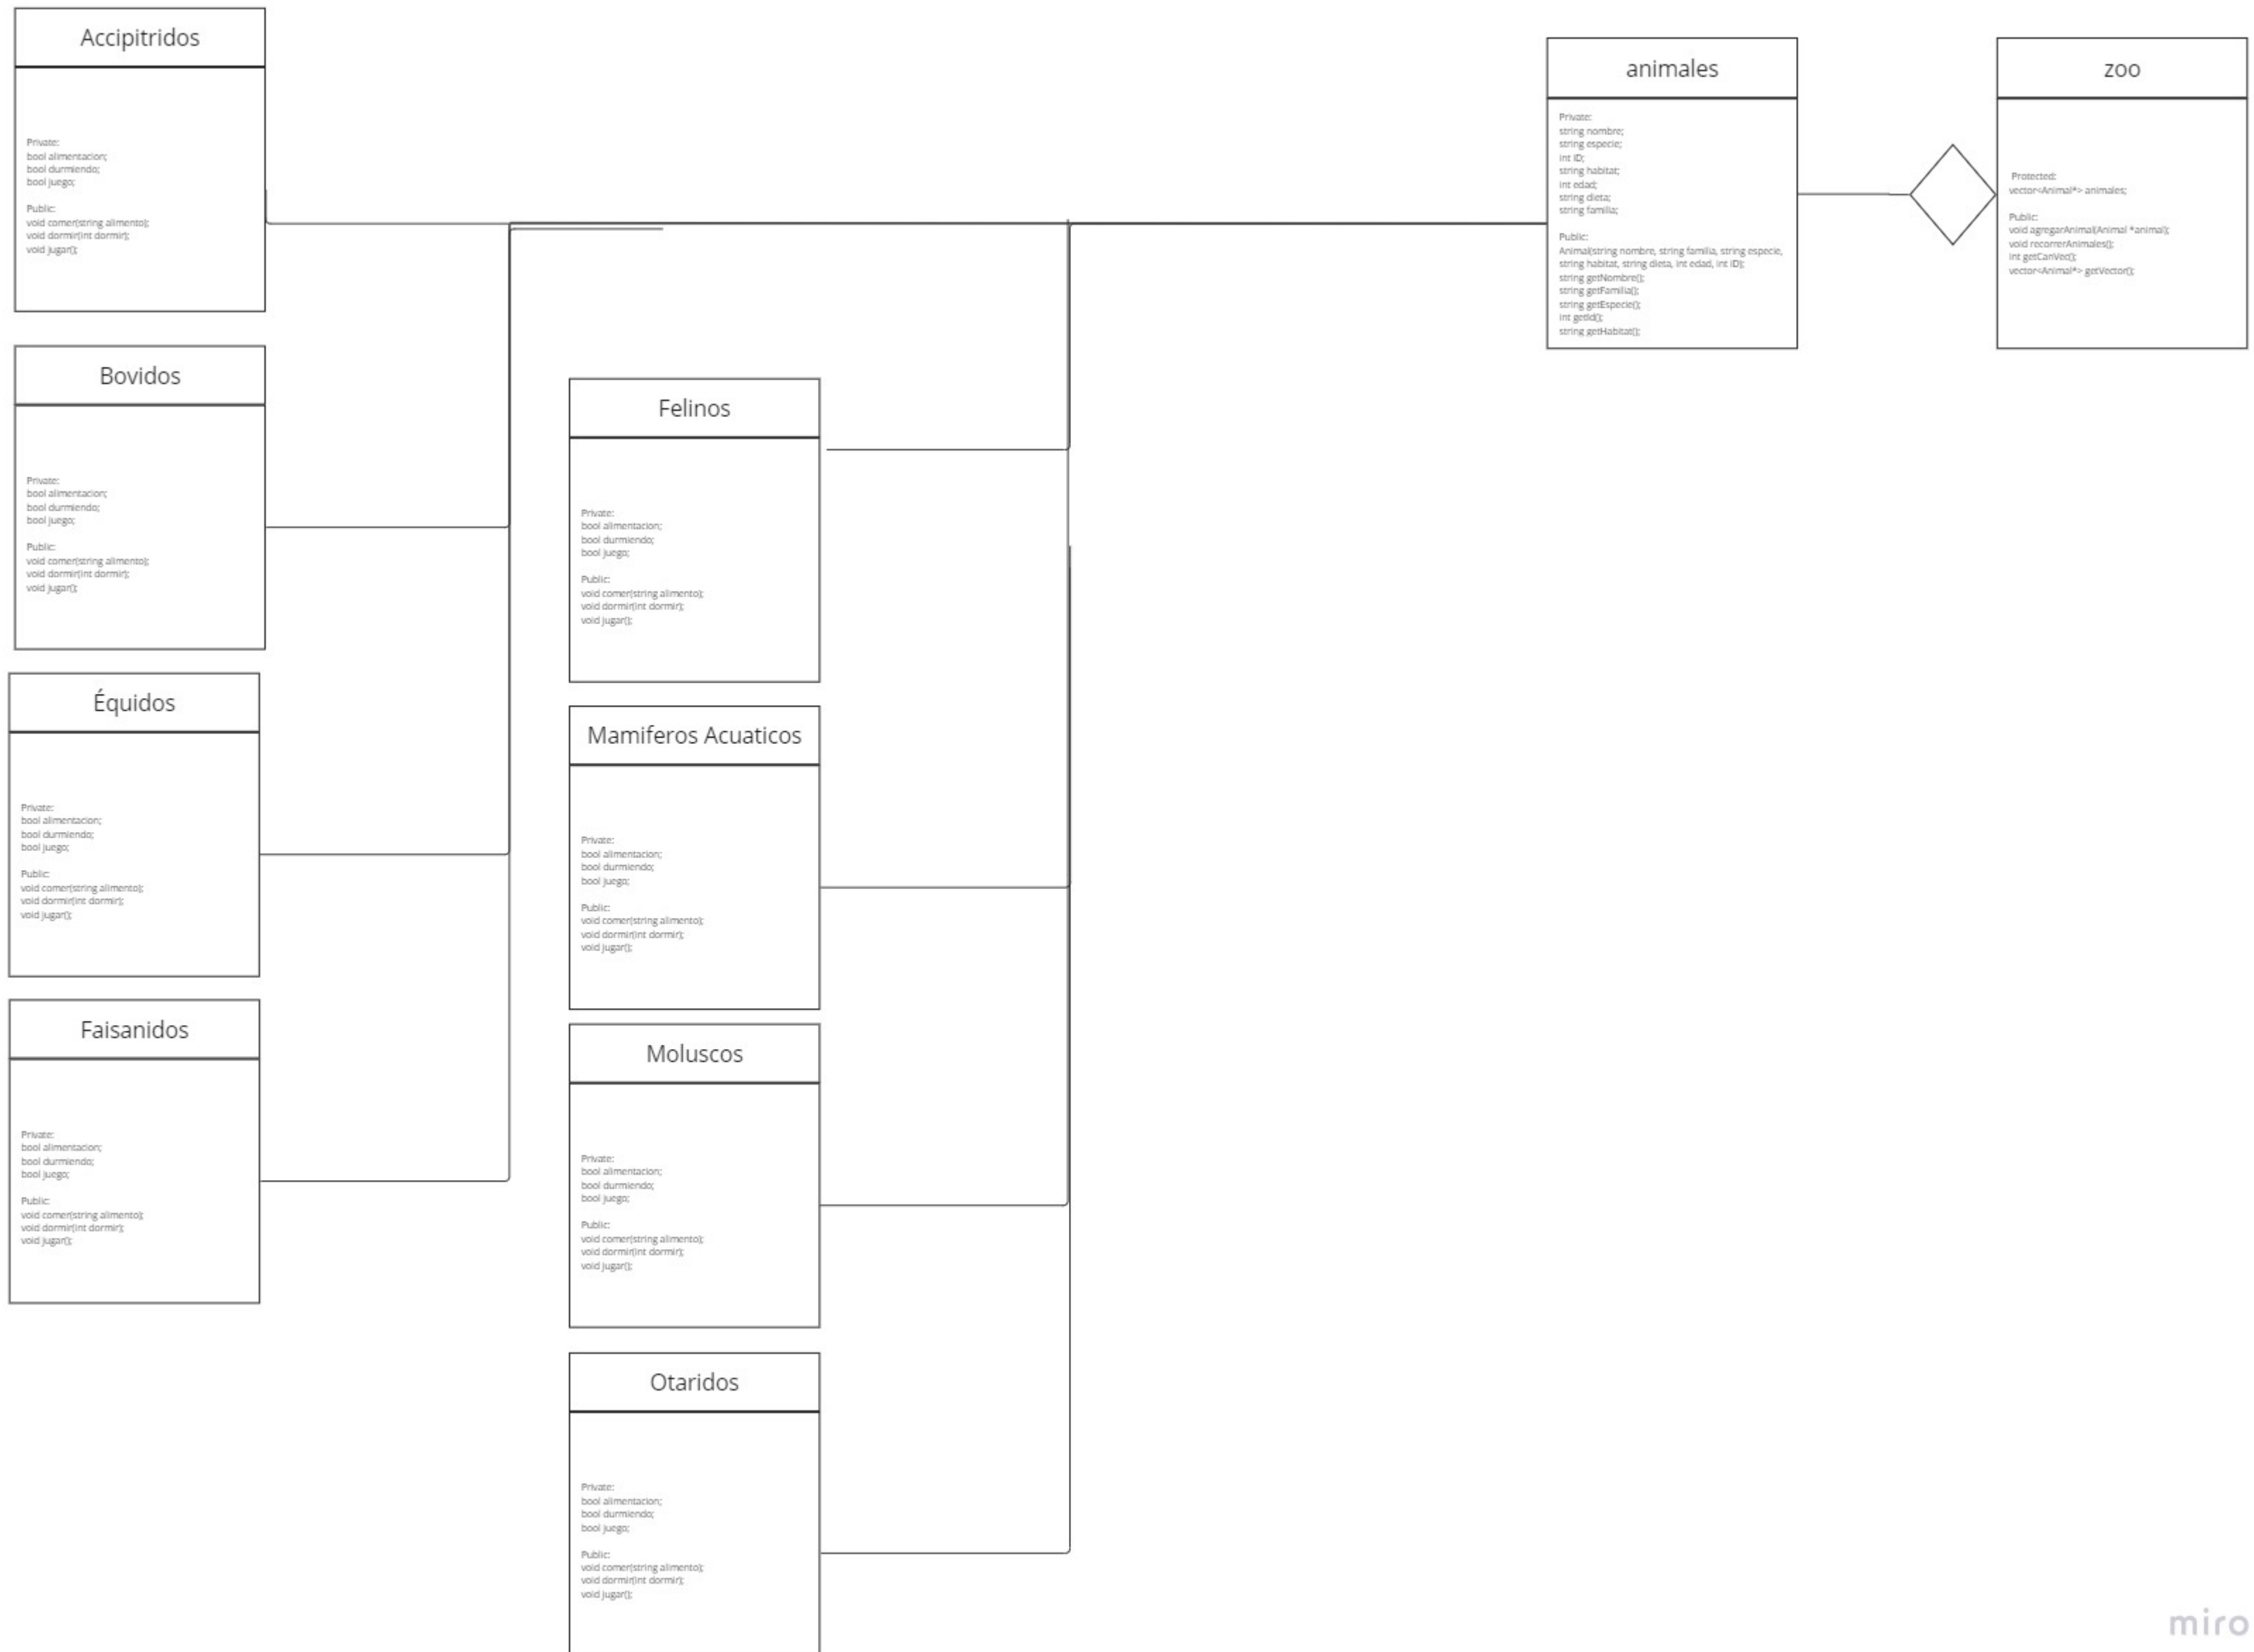 Accipitridos
Private:
bool alimentacion;
bool durmiendo;
bool juego;
Public:
void comer(string alimento);
void dormir(int dormir);
void jugar();
Bovidos
Private:
bool alimentacion;
bool durmiendo;
bool juego;
Public:
void comer(string alimento);
void dormir(int dormir);
void jugar();
Équidos
Private:
bool alimentacion;
bool durmiendo;
bool juego;
Public:
void comer(string alimento);
void dormir(int dormir);
void jugar();
Faisanidos
Private:
bool alimentacion;
bool durmiendo;
bool juego;
Public:
void comer(string alimento);
void dormir(int dormir);
void jugar();
Felinos
Private:
bool alimentacion;
bool durmiendo;
bool juego;
Public:
void comer(string alimento);
void dormir(int dormir);
void jugar();
Mamiferos Acuaticos
Private:
bool alimentacion;
bool durmiendo;
bool juego;
Public:
void comer(string alimento);
void dormir(int dormir);
void jugar();
Moluscos
Private:
bool alimentacion;
bool durmiendo;
bool juego;
Public:
void comer(string alimento);
void dormir(int dormir);
void jugar();
Otaridos
Private:
bool alimentacion;
bool durmiendo;
bool juego;
Public:
void comer(string alimento);
void dormir(int dormir);
void jugar();
animales
Private:
string nombre;
string especie;
int ID;
string habitat;
int edad;
string dieta;
string familia;
Public:
Animal(string nombre, string familia, string especie,
string habitat, string dieta, int edad, int ID);
string getNombre();
string getFamilia();
string getEspecie();
int getId();
string getHabitat();
zoo
Protected:
vector<Animal*> animales;
Public:
void agregarAnimal(Animal *animal);
void recorrerAnimales();
int getCanVec();
vector<Animal*> getVector();
miro